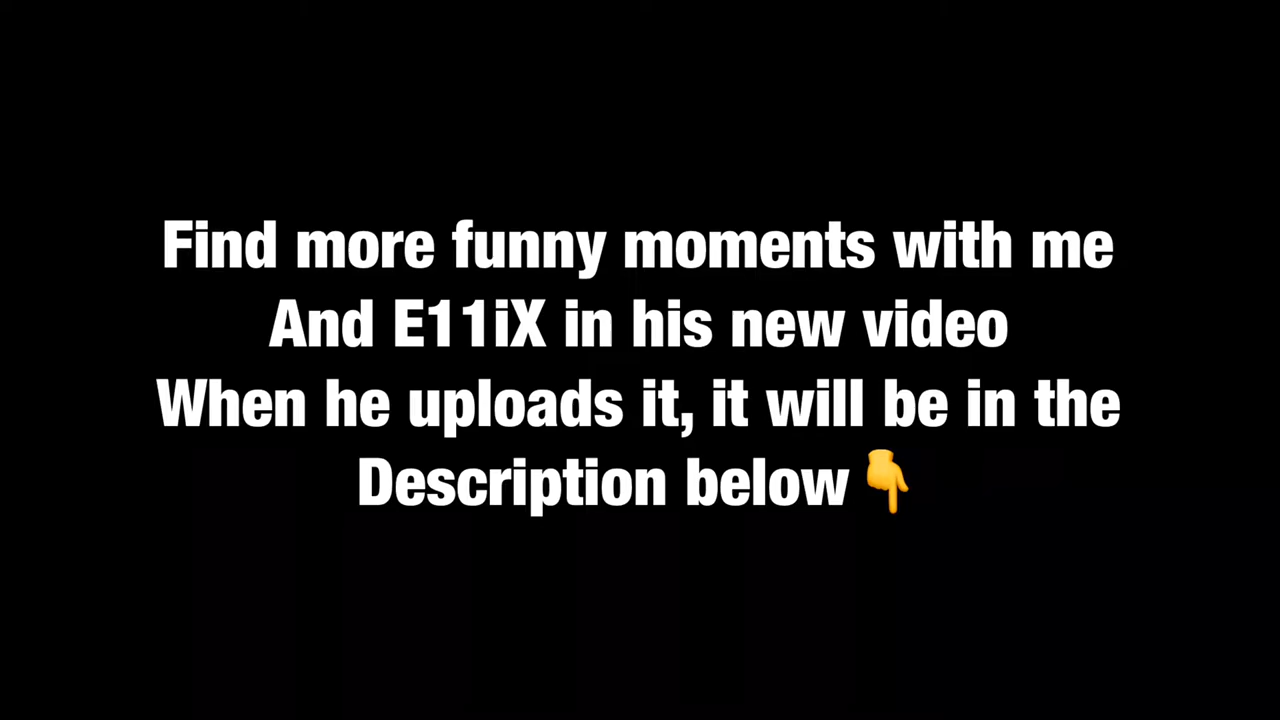 Find more funny moments with me
And E11iX in his new video
When he uploads it, it will be in the
Description below👇